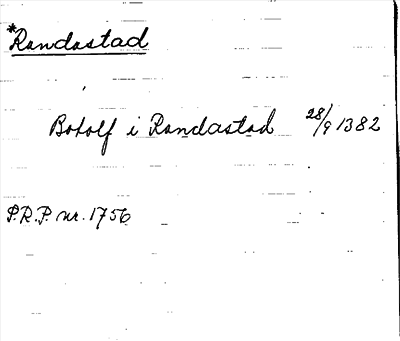 *Randastad
Botolf i Randastad 28/9 1382
P.R.P. nr. 1756